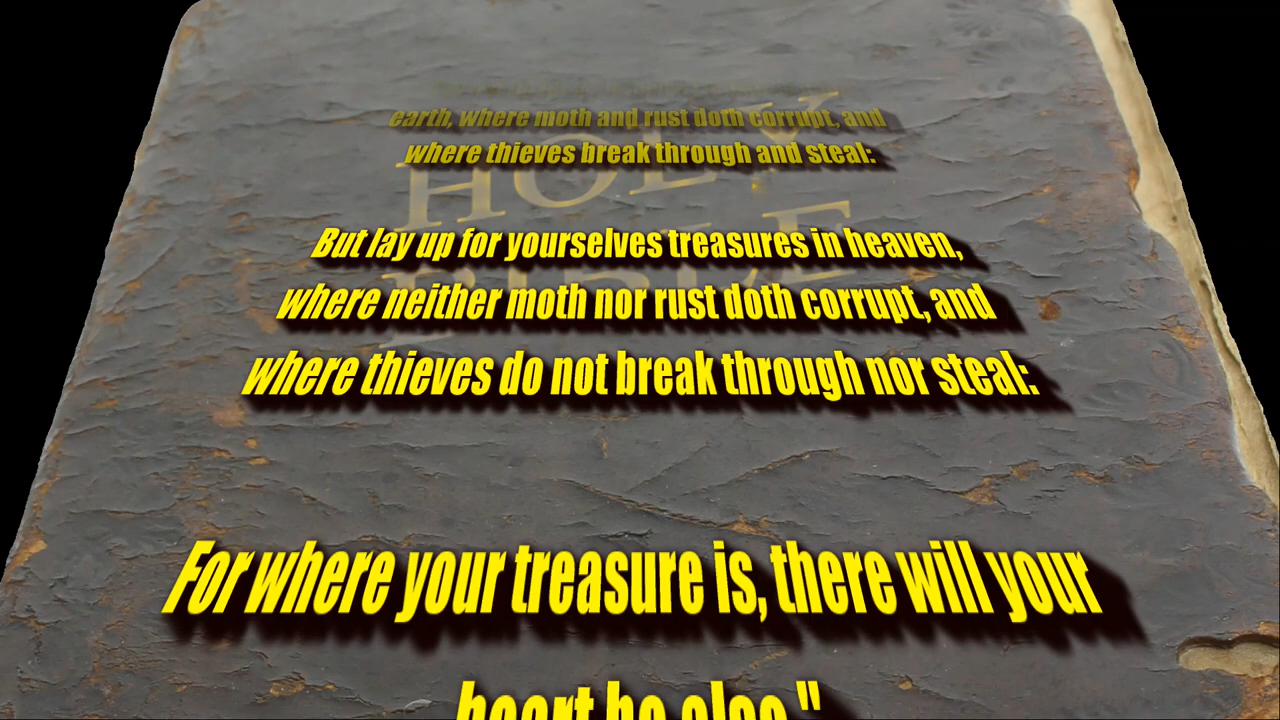 earth, where moth and rust doth corrupt, and
where thieves break through and steal:
HOLY
BIBLE
But lay up for yourselves treasures in heaven,
where neither moth nor rust doth corrupt, and
where thieves do not break through nor steal:
For where your treasure is, there will your
heart be also."